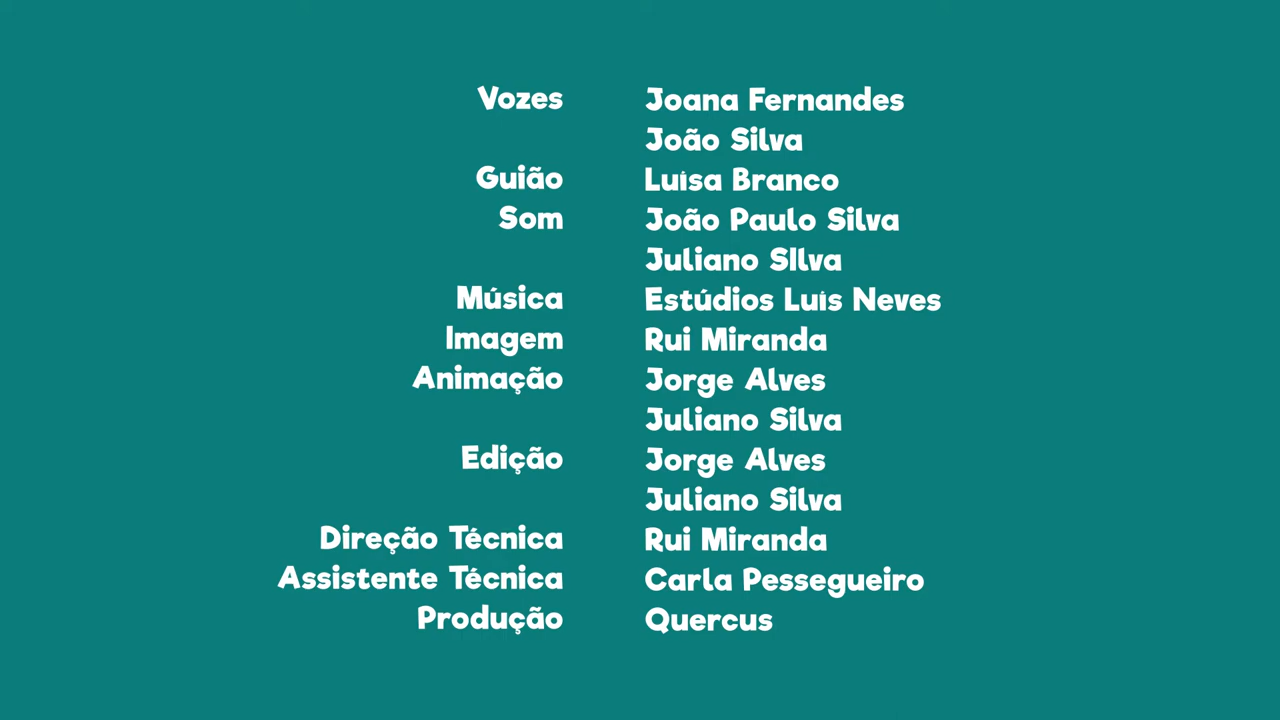 Vozes Joana Fernandes
João Silva
Guião Luísa Branco
Som João Paulo Silva
Juliano SIlva
Música Estúdios Luís Neves
Imagem Rui Miranda
Animação Jorge Alves
Juliano Silva
Edição Jorge Alves
Juliano Silva
Direção Técnica Rui Miranda
Assistente Técnica Carla Pessegueiro
Produção Quercus